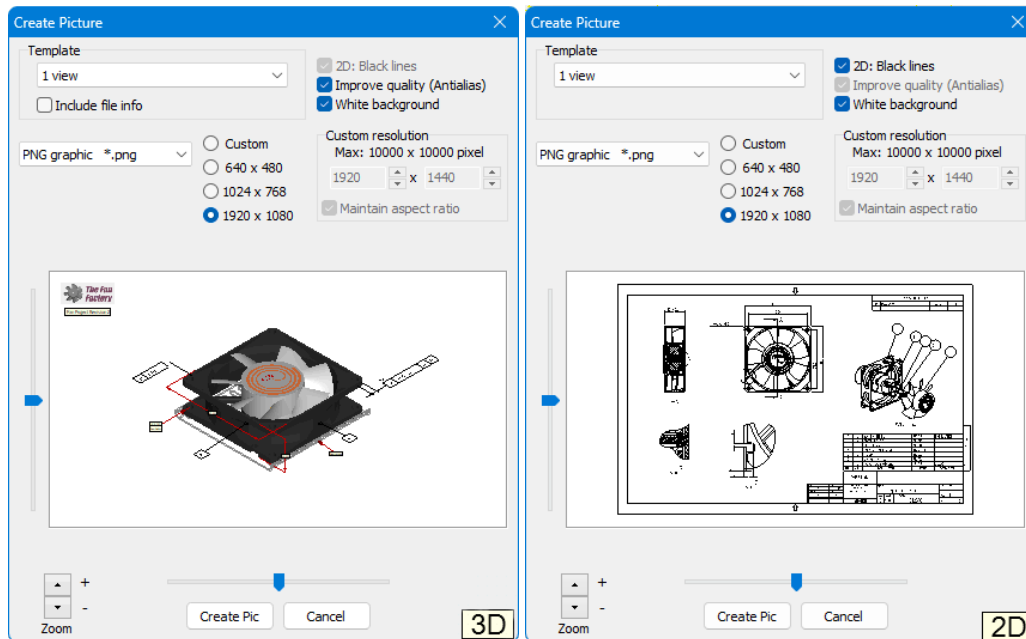 Create Picture
Template
1 view
Include file info
2D: Black lines
Improve quality (Antialias)
White background
PNG graphic *.png
Custom
640 x 480
1024 x 768
1920 x 1080
Custom resolution
Max: 10000 x 10000 pixel
1920 x 1440
Maintain aspect ratio
The Fan
Factory
+
-
Zoom
Create Pic
Cancel
3D
Create Picture
Template
1 view
2D: Black lines
Improve quality (Antialias)
White background
PNG graphic *.png
Custom
640 x 480
1024 x 768
1920 x 1080
Custom resolution
Max: 10000 x 10000 pixel
1920 x 1440
Maintain aspect ratio
+
-
Zoom
Create Pic
Cancel
2D